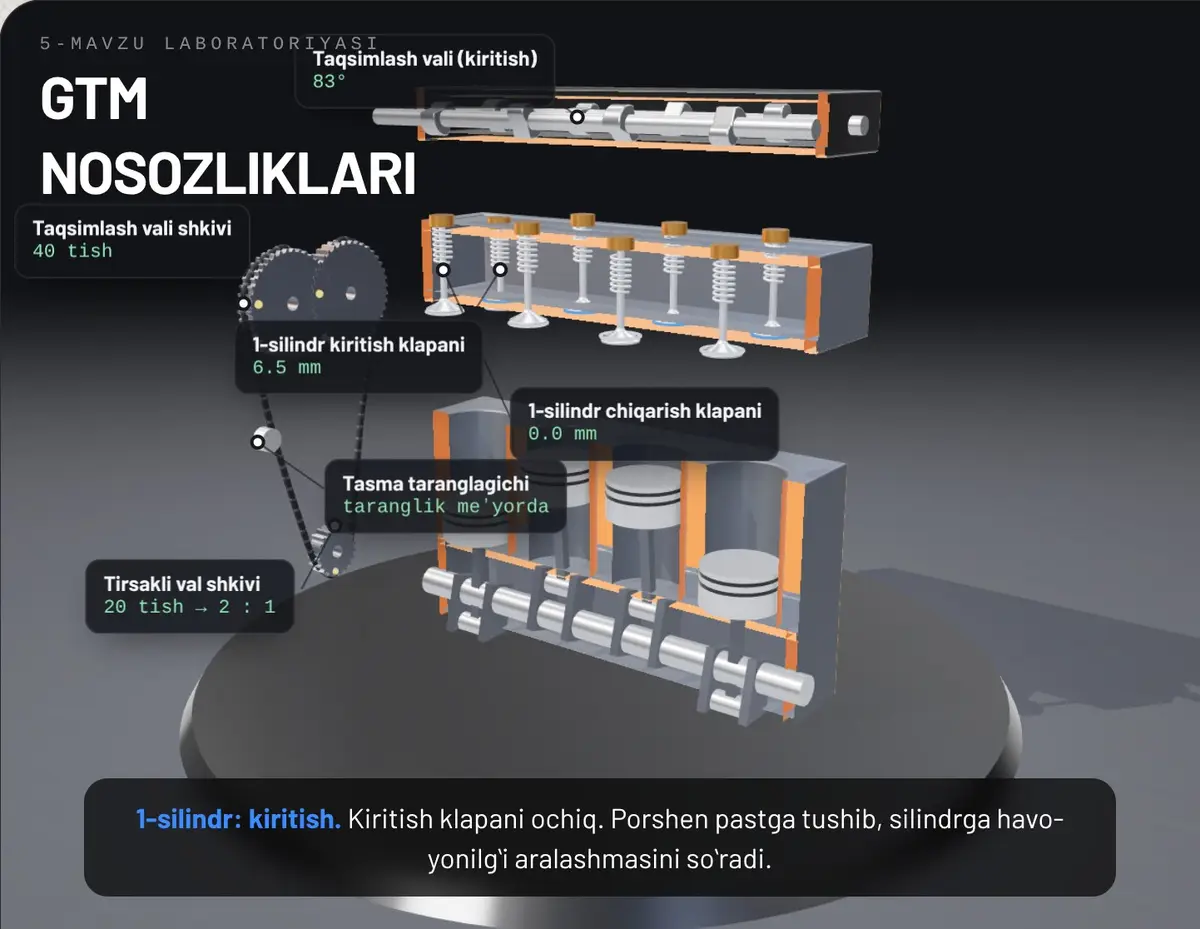 5-MAVZU LABORATORIYASI
GTM
NOSOZLIKLARI
Taqsimlash vali (kiritish)
83°
Taqsimlash vali shkivi
40 tish
1-silindr kiritish klapani
6.5 mm
1-silindr chiqarish klapani
0.0 mm
Tasma taranglagichi
taranglik meʼyorda
Tirsakli val shkivi
20 tish → 2 : 1
1-silindr: kiritish. Kiritish klapani ochiq. Porshen pastga tushib, silindrga havo-
yonilgʻi aralashmasini soʻradi.